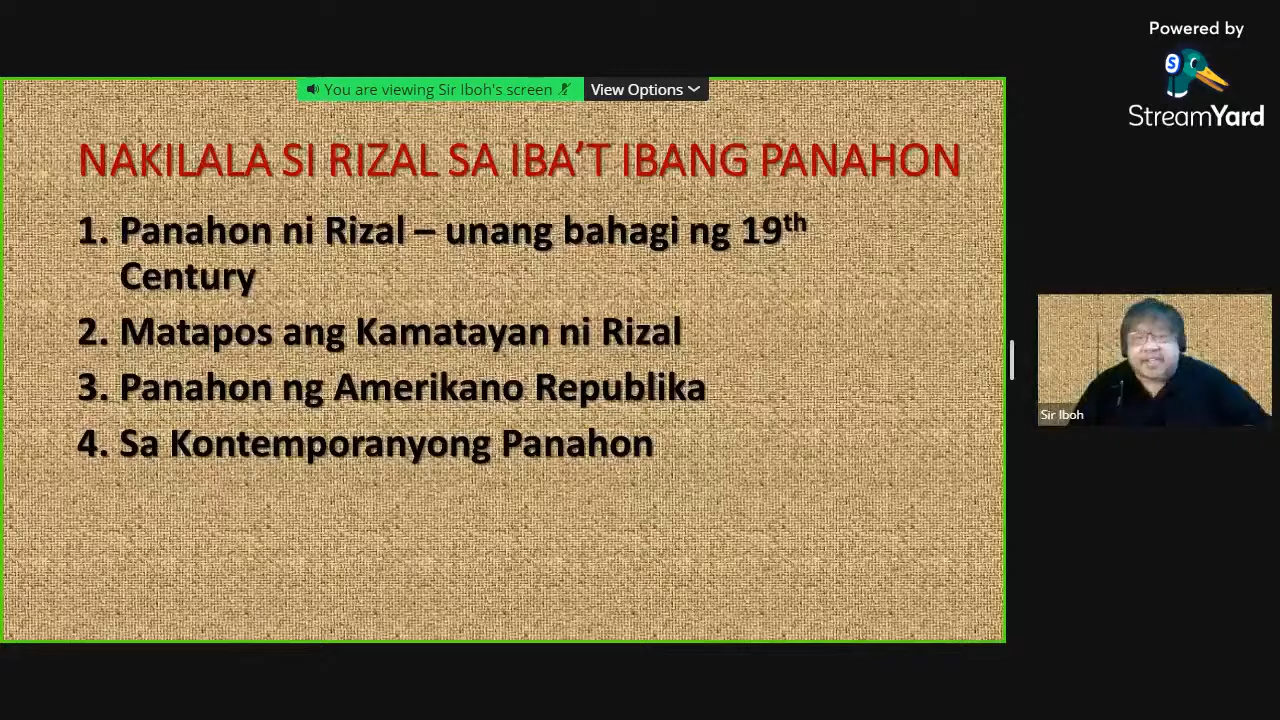 Powered by
S
StreamYard
You are viewing Sir Iboh's screen
View Options
NAKILALA SI RIZAL SA IBA’T IBANG PANAHON
1. Panahon ni Rizal – unang bahagi ng 19th
Century
2. Matapos ang Kamatayan ni Rizal
3. Panahon ng Amerikano Republika
4. Sa Kontemporanyong Panahon
Sir Iboh